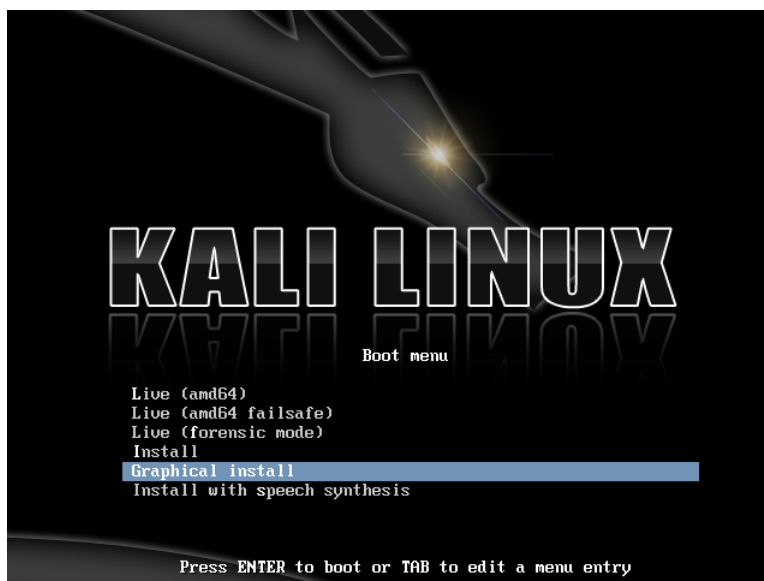 KALI LINUX
Boot menu
Live (amd64)
Live (amd64 failsafe)
Live (forensic mode)
Install
Graphical install
Install with speech synthesis
Press ENTER to boot or TAB to edit a menu entry